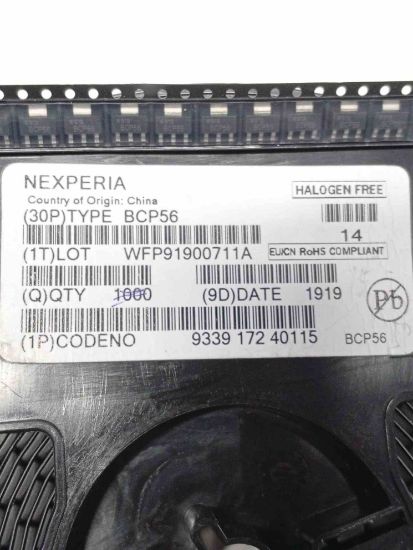 NEXPERIA
Country of Origin: China
HALOGEN FREE
(30P)TYPE BCP56
14
(1T)LOT WFP91900711A
EU/CN RoHS COMPLIANT
(Q)QTY 1000 (9D)DATE 1919
Pb
(1P)CODENO 9339 172 40115
BCP56